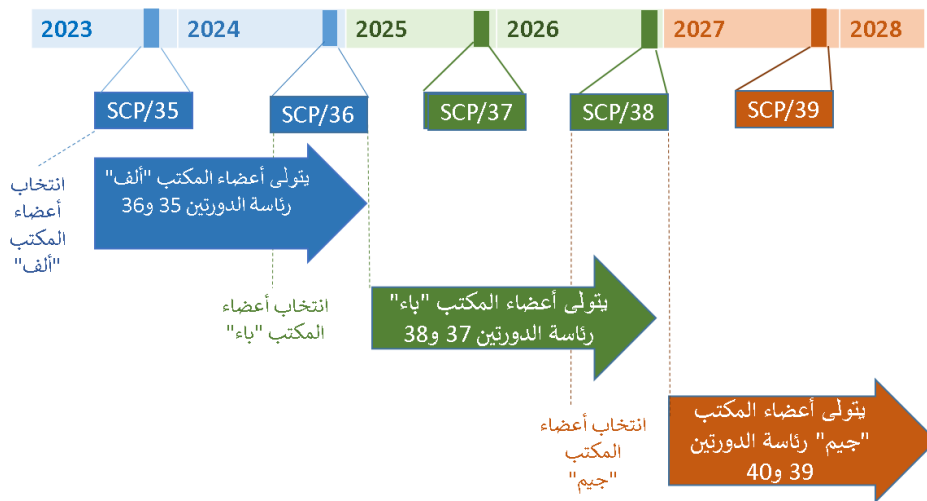 2023
2024
2025
2026
2027
2028
SCP/35
SCP/36
SCP/37
SCP/38
SCP/39
انتخاب
أعضاء
المكتب
"ألف"
يتولى أعضاء المكتب "ألف"
رئاسة الدورتين 35 و36
انتخاب أعضاء
المكتب "باء"
يتولى أعضاء المكتب "باء"
رئاسة الدورتين 37 و38
انتخاب أعضاء
المكتب
"جيم"
يتولى أعضاء المكتب
"جيم" رئاسة الدورتين
39 و40